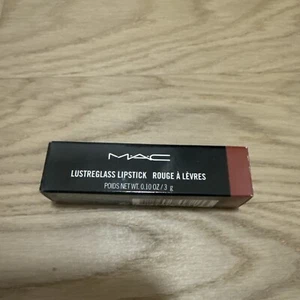 MAC
LUSTREGLASS LIPSTICK ROUGE À LÈVRES
POIDS NET WT. 0.10 OZ / 3 g